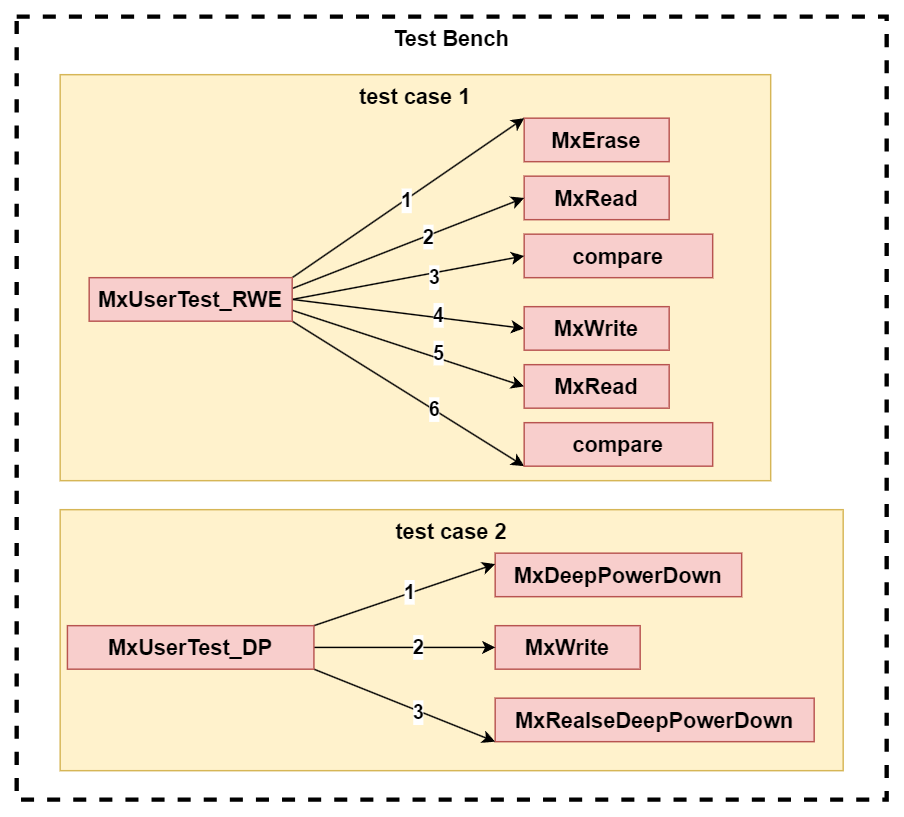 Test Bench
test case 1
MxUserTest_RWE
1
MxErase
2
MxRead
3
compare
4
MxWrite
5
MxRead
6
compare
test case 2
MxUserTest_DP
1
MxDeepPowerDown
2
MxWrite
3
MxRealseDeepPowerDown